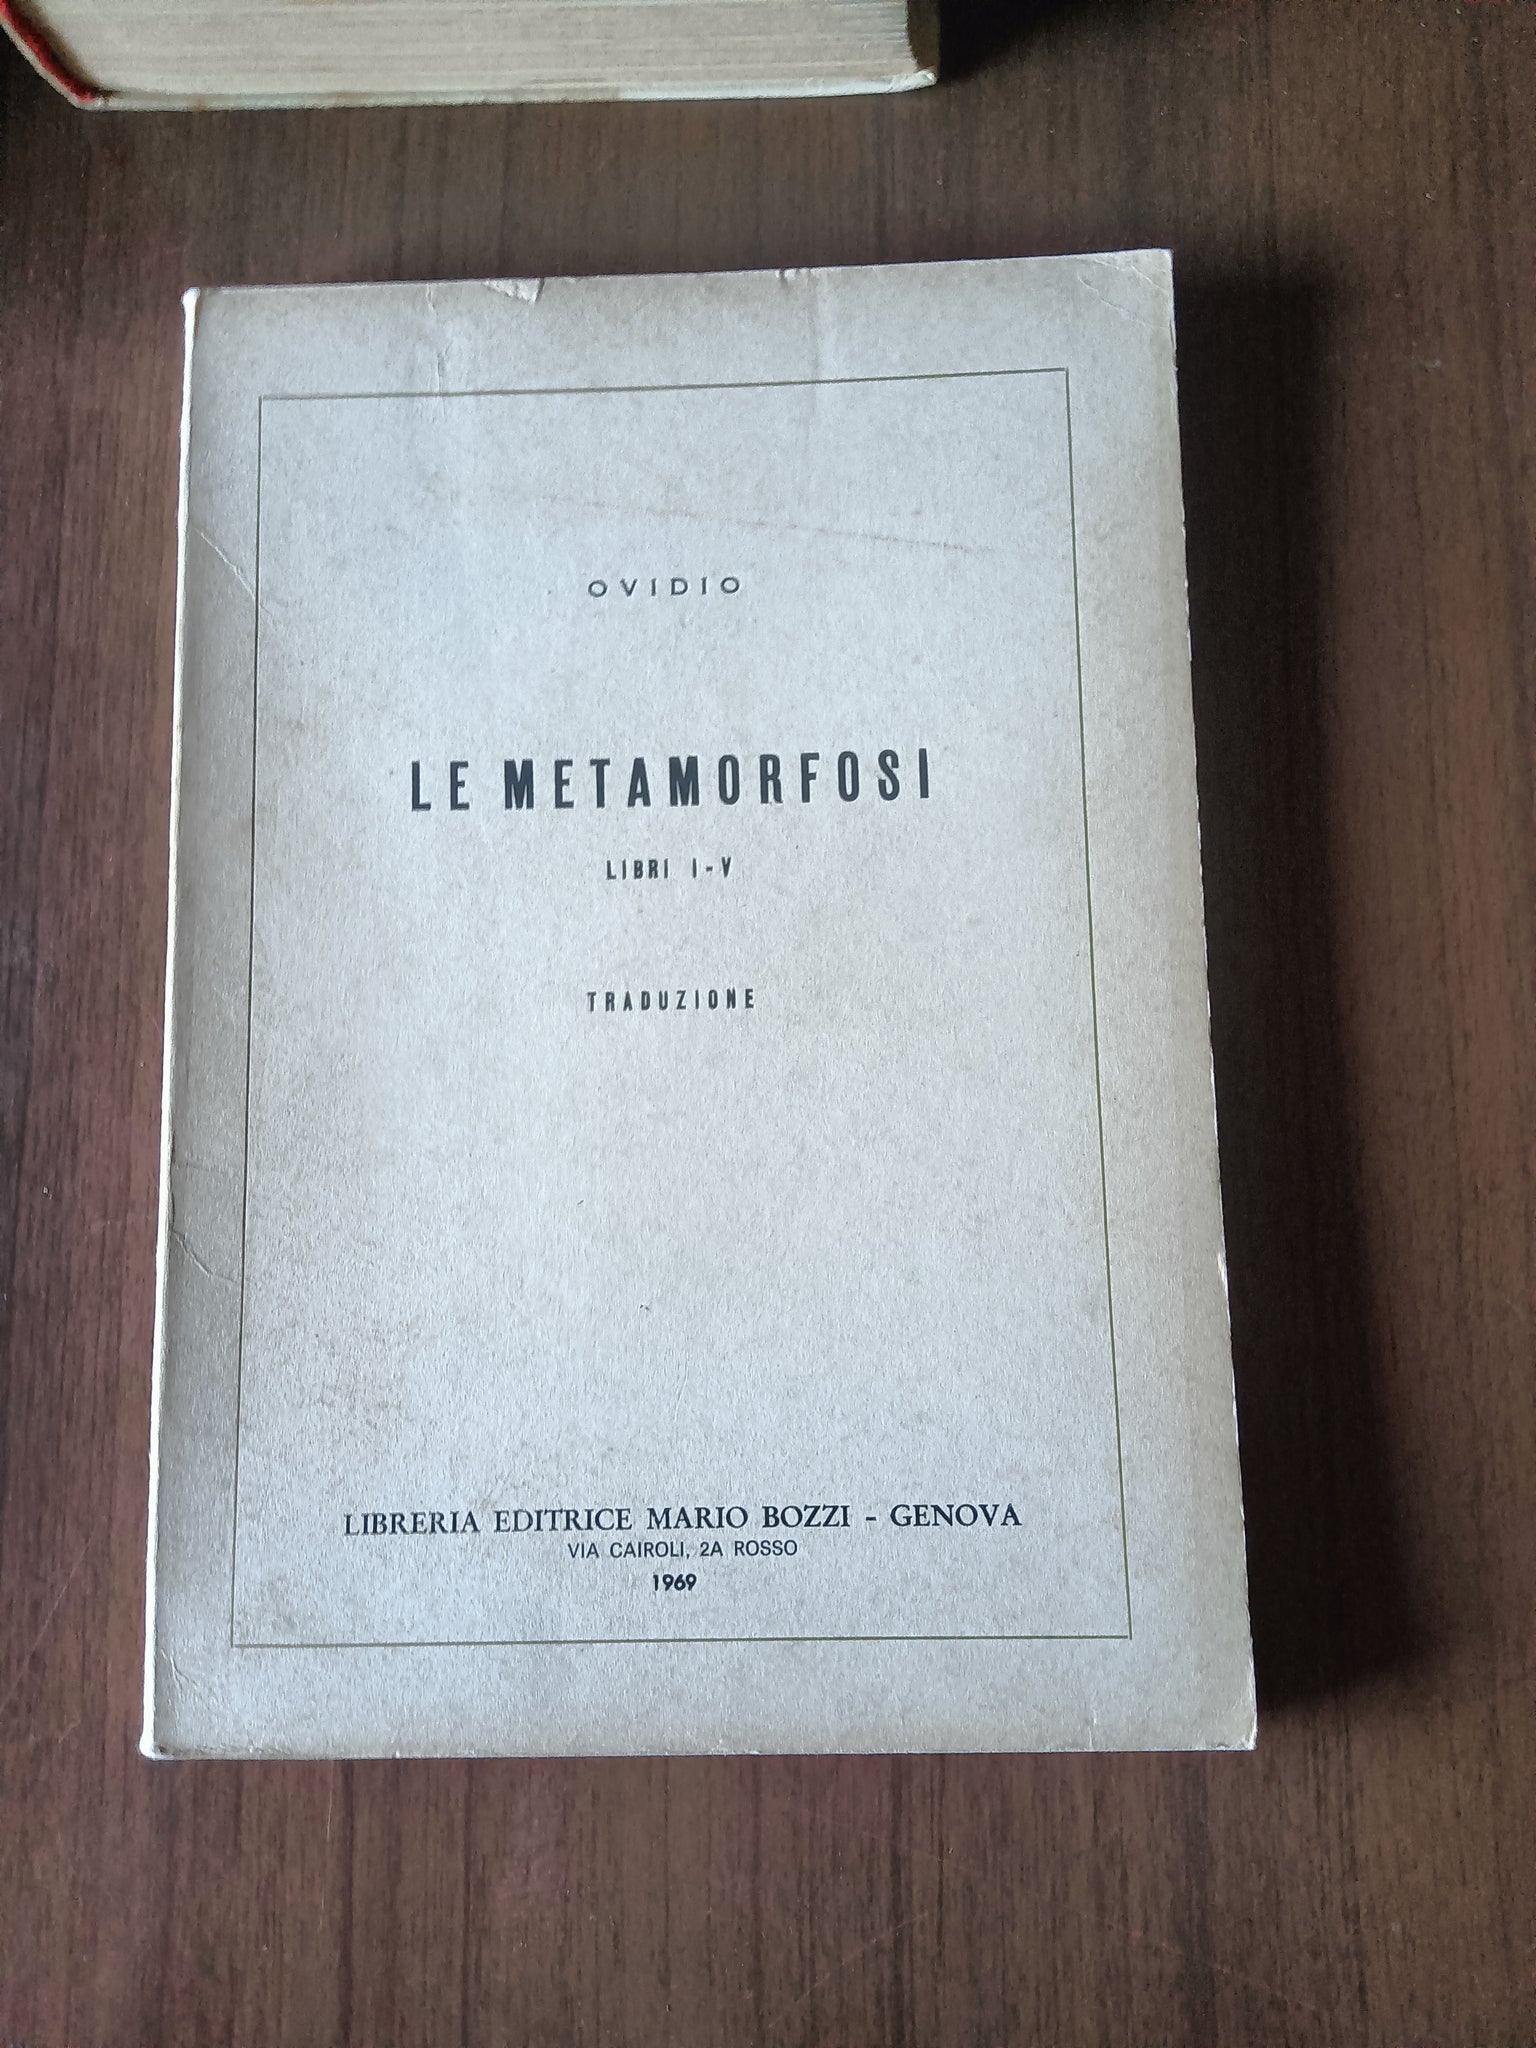 OVIDIO
LE METAMORFOSI
LIBRI I-V
TRADUZIONE
LIBRERIA EDITRICE MARIO BOZZI - GENOVA
VIA CAIROLI, 2A ROSSO
1969